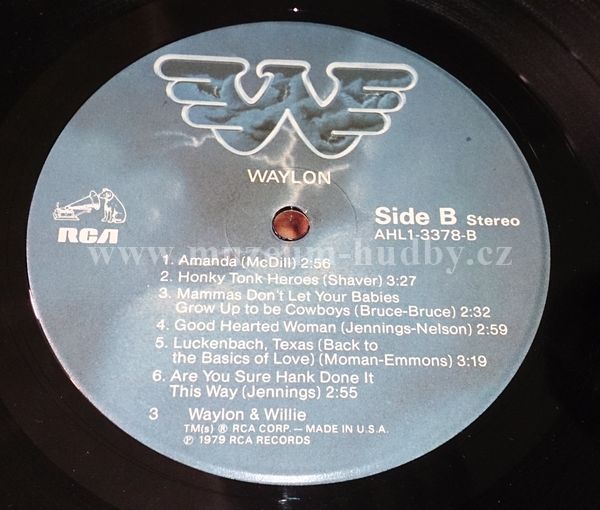 WAYLON
Side B Stereo
AHL1-3378-B
RCA
www.muzeum-hudby.cz
1. Amanda (McDill) 2:56
2. Honky Tonk Heroes (Shaver) 3:27
3. Mammas Don't Let Your Babies
Grow Up to be Cowboys (Bruce-Bruce) 2:32
4. Good Hearted Woman (Jennings-Nelson) 2:59
5. Luckenbach, Texas (Back to
the Basics of Love) (Moman-Emmons) 3:19
6. Are You Sure Hank Done It
This Way (Jennings) 2:55
3 Waylon & Willie
TM(s) ® RCA CORP. — MADE IN U.S.A.
℗ 1979 RCA RECORDS